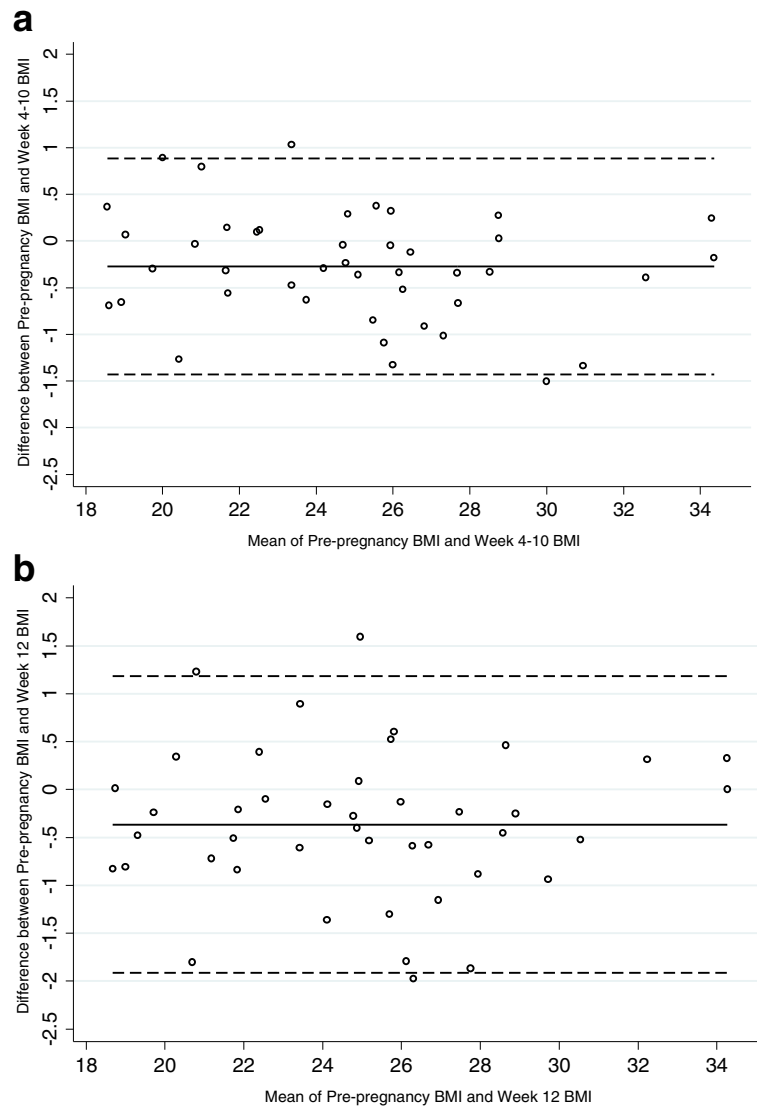 a
Difference between Pre-pregnancy BMI and Week 4-10 BMI
2
1.5
1
.5
0
-.5
-1
-1.5
-2
-2.5
18 20 22 24 26 28 30 32 34
Mean of Pre-pregnancy BMI and Week 4-10 BMI
b
Difference between Pre-pregnancy BMI and Week 12 BMI
2
1.5
1
.5
0
-.5
-1
-1.5
-2
-2.5
18 20 22 24 26 28 30 32 34
Mean of Pre-pregnancy BMI and Week 12 BMI